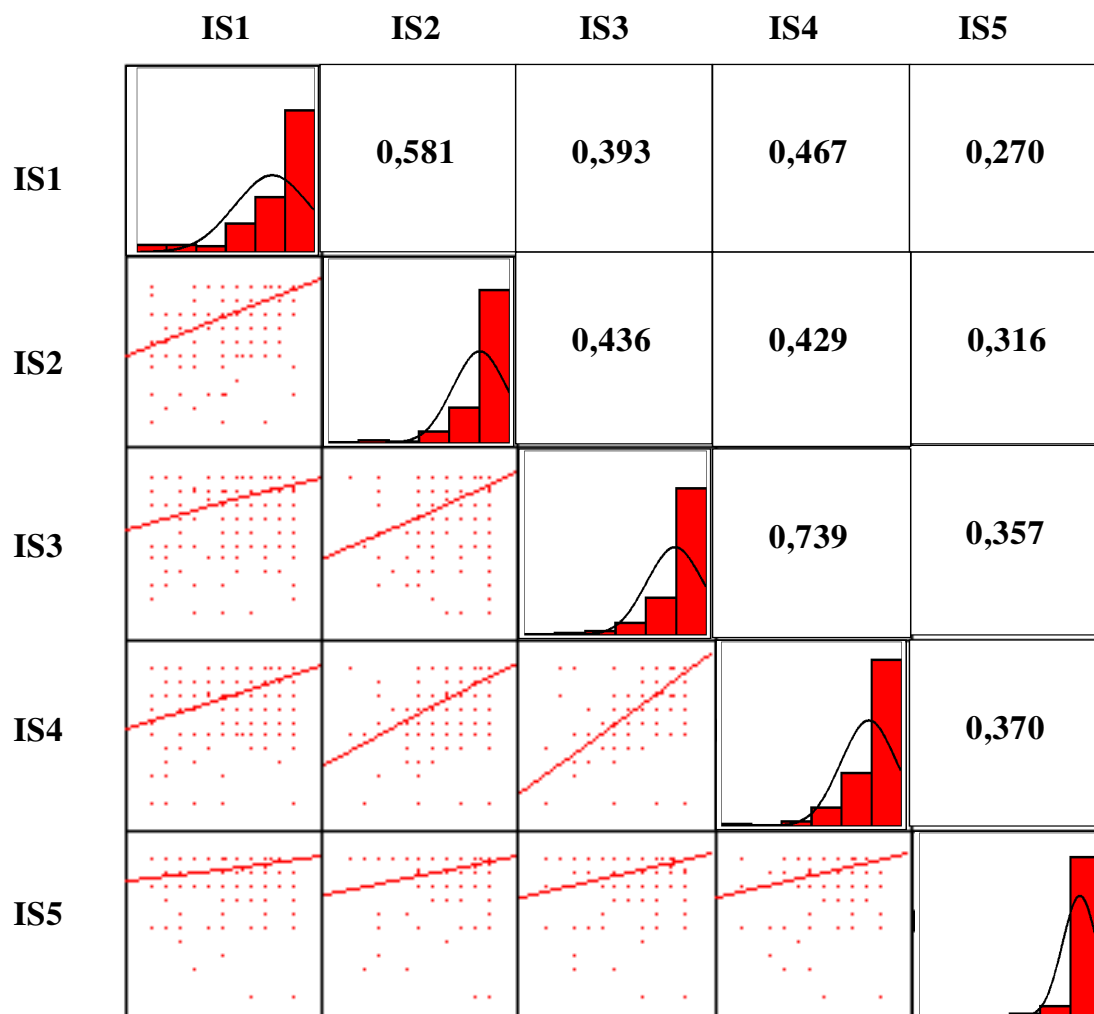 IS1 IS2 IS3 IS4 IS5
IS1 0,581 0,393 0,467 0,270
IS2 0,436 0,429 0,316
IS3 0,739 0,357
IS4 0,370
IS5